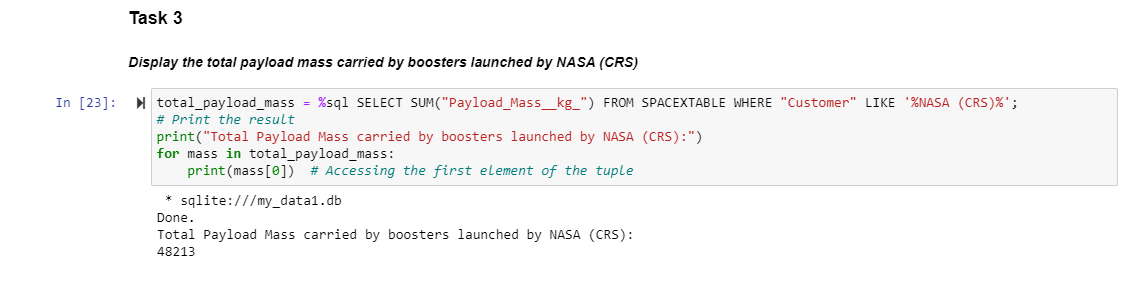 Task 3
Display the total payload mass carried by boosters launched by NASA (CRS)
In [23]: total_payload_mass = %sql SELECT SUM("Payload_Mass__kg_") FROM SPACEXTABLE WHERE "Customer" LIKE '%NASA (CRS)%';
# Print the result
print("Total Payload Mass carried by boosters launched by NASA (CRS):")
for mass in total_payload_mass:
    print(mass[0])  # Accessing the first element of the tuple
* sqlite:///my_data1.db
Done.
Total Payload Mass carried by boosters launched by NASA (CRS):
48213